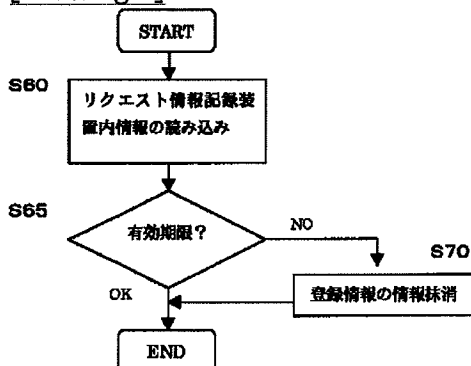 START
S60
リクエスト情報記録装
置内情報の読み込み
S65
有効期限？
NO
S70
OK
登録情報の情報抹消
END